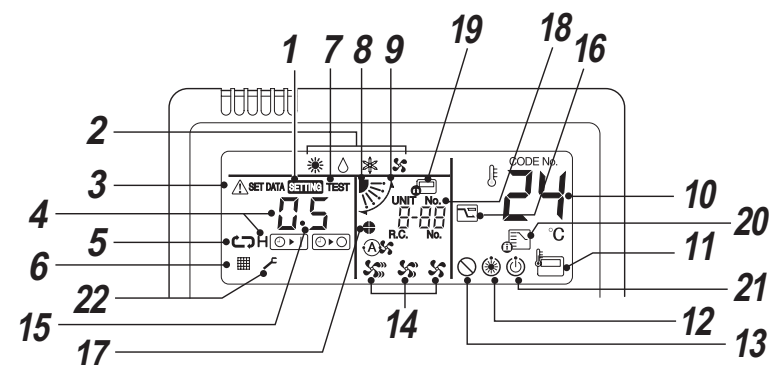 1 7 8 9 19 18 16
2
3
4
5
6
22
15
17
14
13
12
21
11
20
10
CODE No.
SET DATA SETTING TEST
UNIT No.
24
0.5
8-88
R.C. No.
°C
H
A